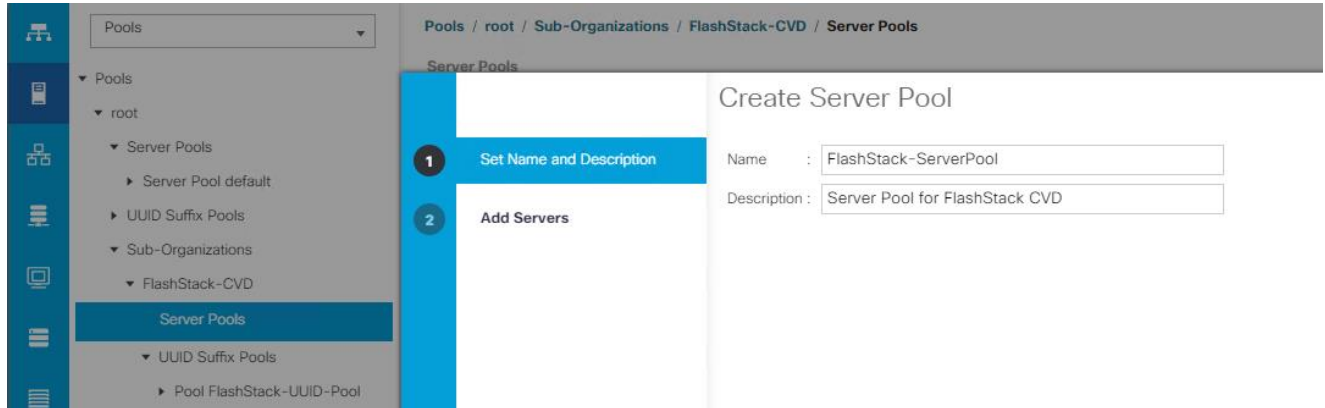 Pools
Pools / root / Sub-Organizations / FlashStack-CVD / Server Pools
Server Pools
Pools
root
Server Pools
Server Pool default
UUID Suffix Pools
Sub-Organizations
FlashStack-CVD
Server Pools
UUID Suffix Pools
Pool FlashStack-UUID-Pool
1 Set Name and Description
2 Add Servers
Create Server Pool
Name : FlashStack-ServerPool
Description : Server Pool for FlashStack CVD